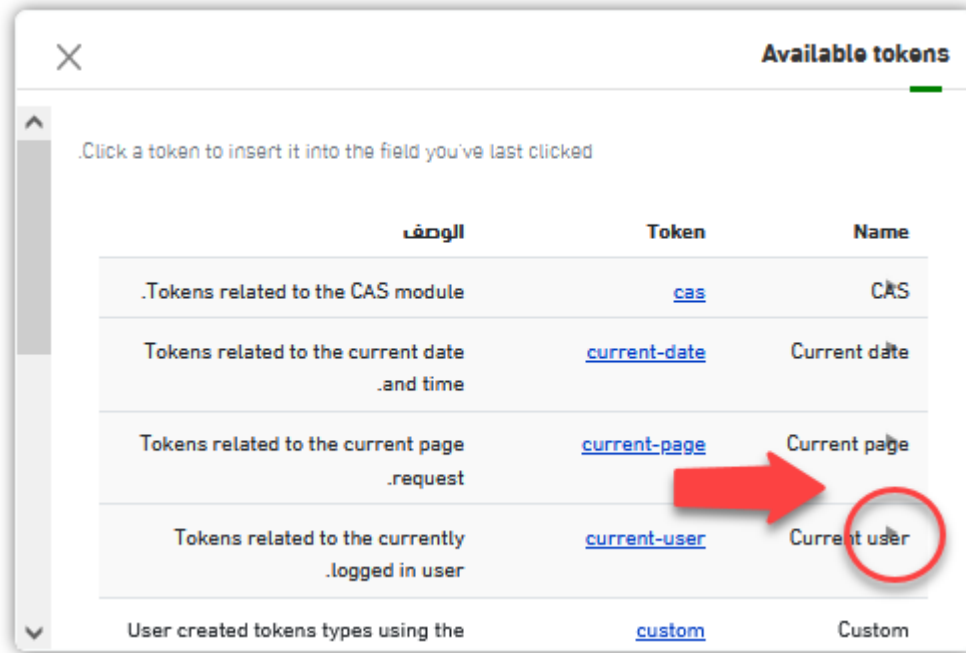 Available tokens
.Click a token to insert it into the field you've last clicked
Name Token الوصف
CAS cas .Tokens related to the CAS module
Current date current-date Tokens related to the current date
.and time
Current page current-page Tokens related to the current page
.request
Current user current-user Tokens related to the currently
.logged in user
Custom custom User created tokens types using the